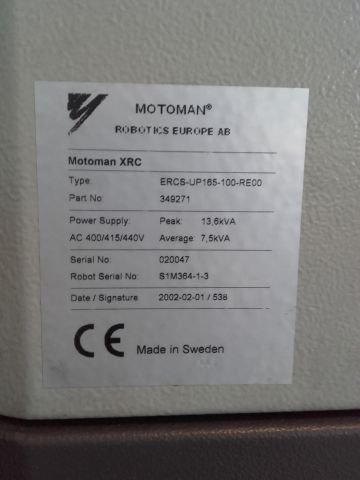 MOTOMAN®
ROBOTICS EUROPE AB
Motoman XRC
Type: ERCS-UP165-100-RE00
Part No: 349271
Power Supply: Peak: 13,6kVA
AC 400/415/440V Average: 7,5kVA
Serial No: 020047
Robot Serial No: S1M364-1-3
Date / Signature 2002-02-01 / 538
CE Made in Sweden